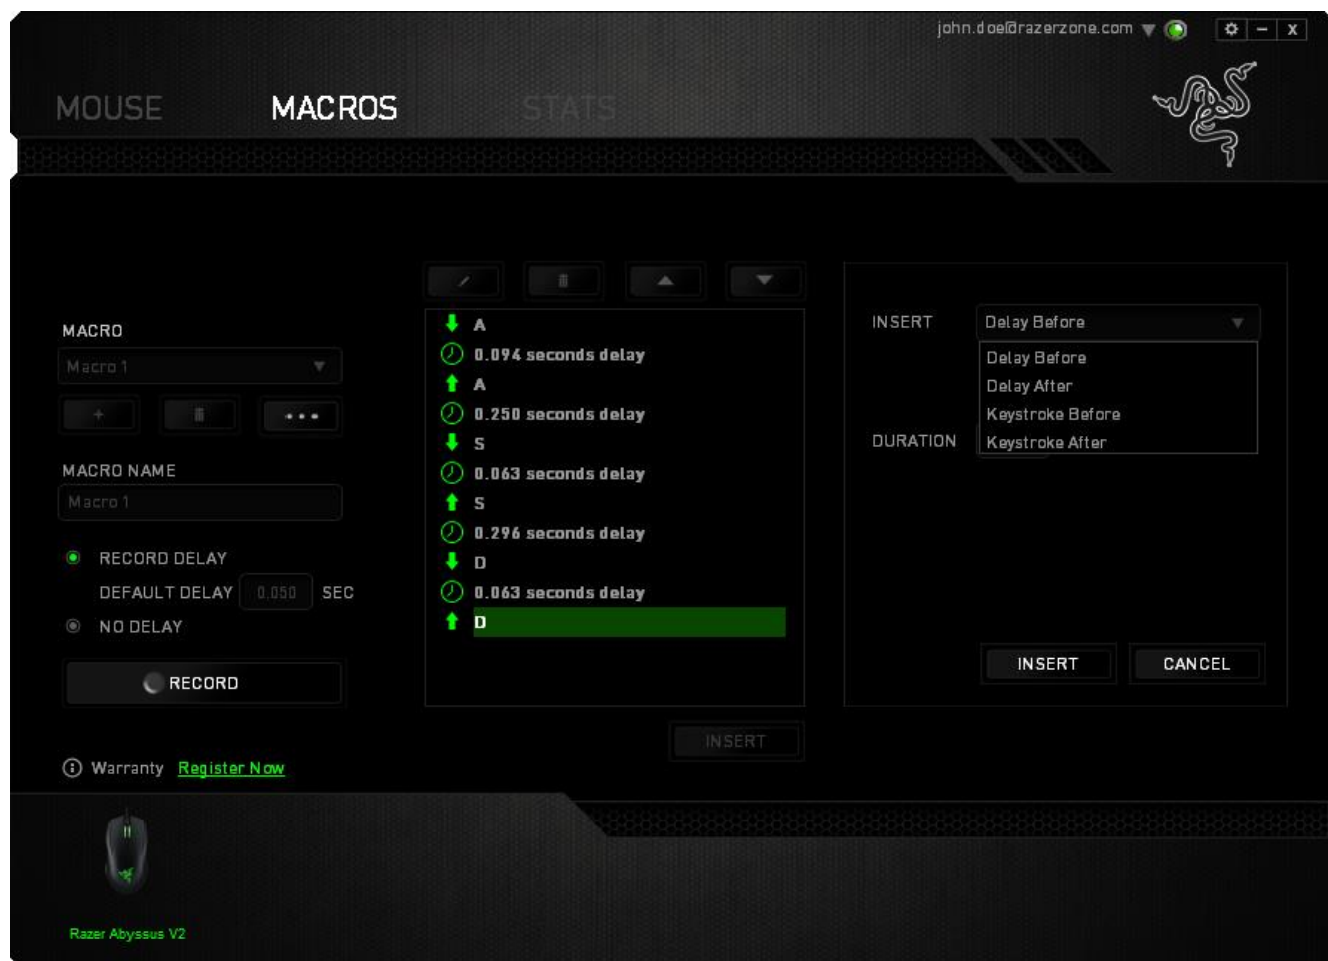 john.doe@razerzone.com
MOUSE MACROS STATS
MACRO
Macro 1
MACRO NAME
Macro 1
RECORD DELAY
DEFAULT DELAY 0.050 SEC
NO DELAY
RECORD
Warranty Register Now
A
0.094 seconds delay
A
0.250 seconds delay
S
0.063 seconds delay
S
0.296 seconds delay
D
0.063 seconds delay
D
INSERT
INSERT Delay Before
Delay Before
Delay After
Keystroke Before
Keystroke After
DURATION
INSERT CANCEL
Razer Abyssus V2